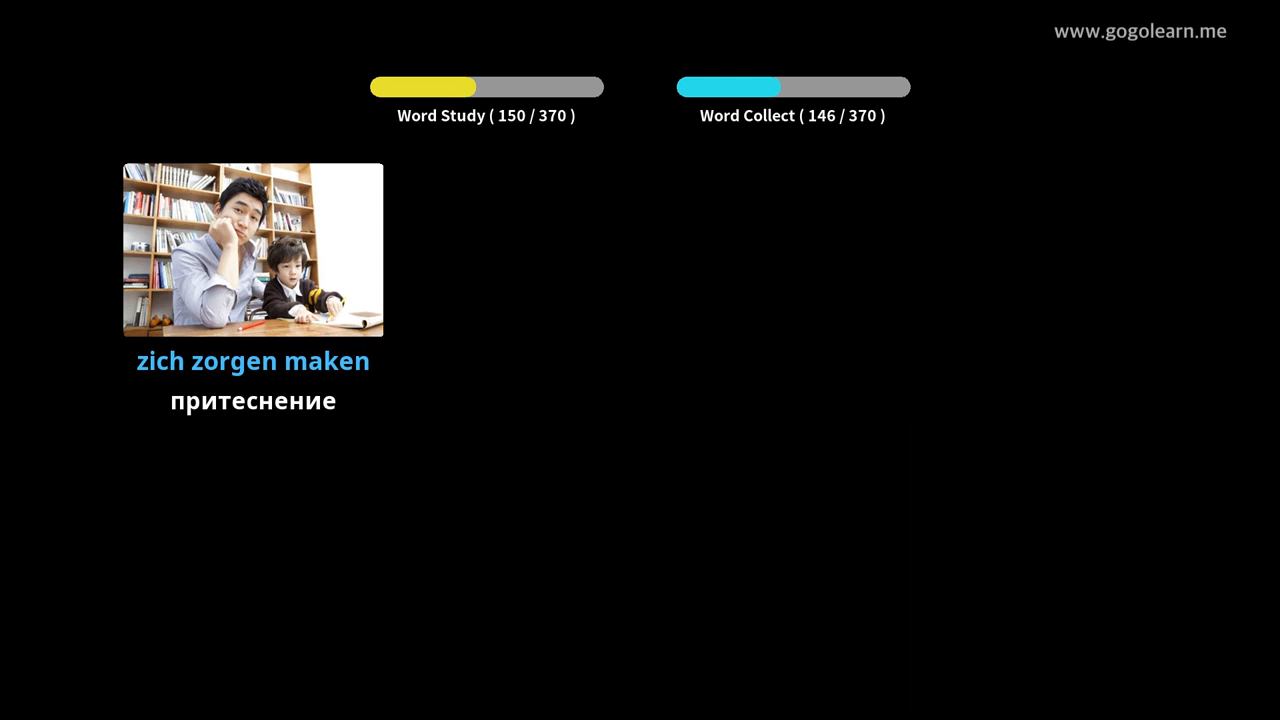 www.gogolearn.me
Word Study ( 150 / 370 )
Word Collect ( 146 / 370 )
zich zorgen maken
притеснение